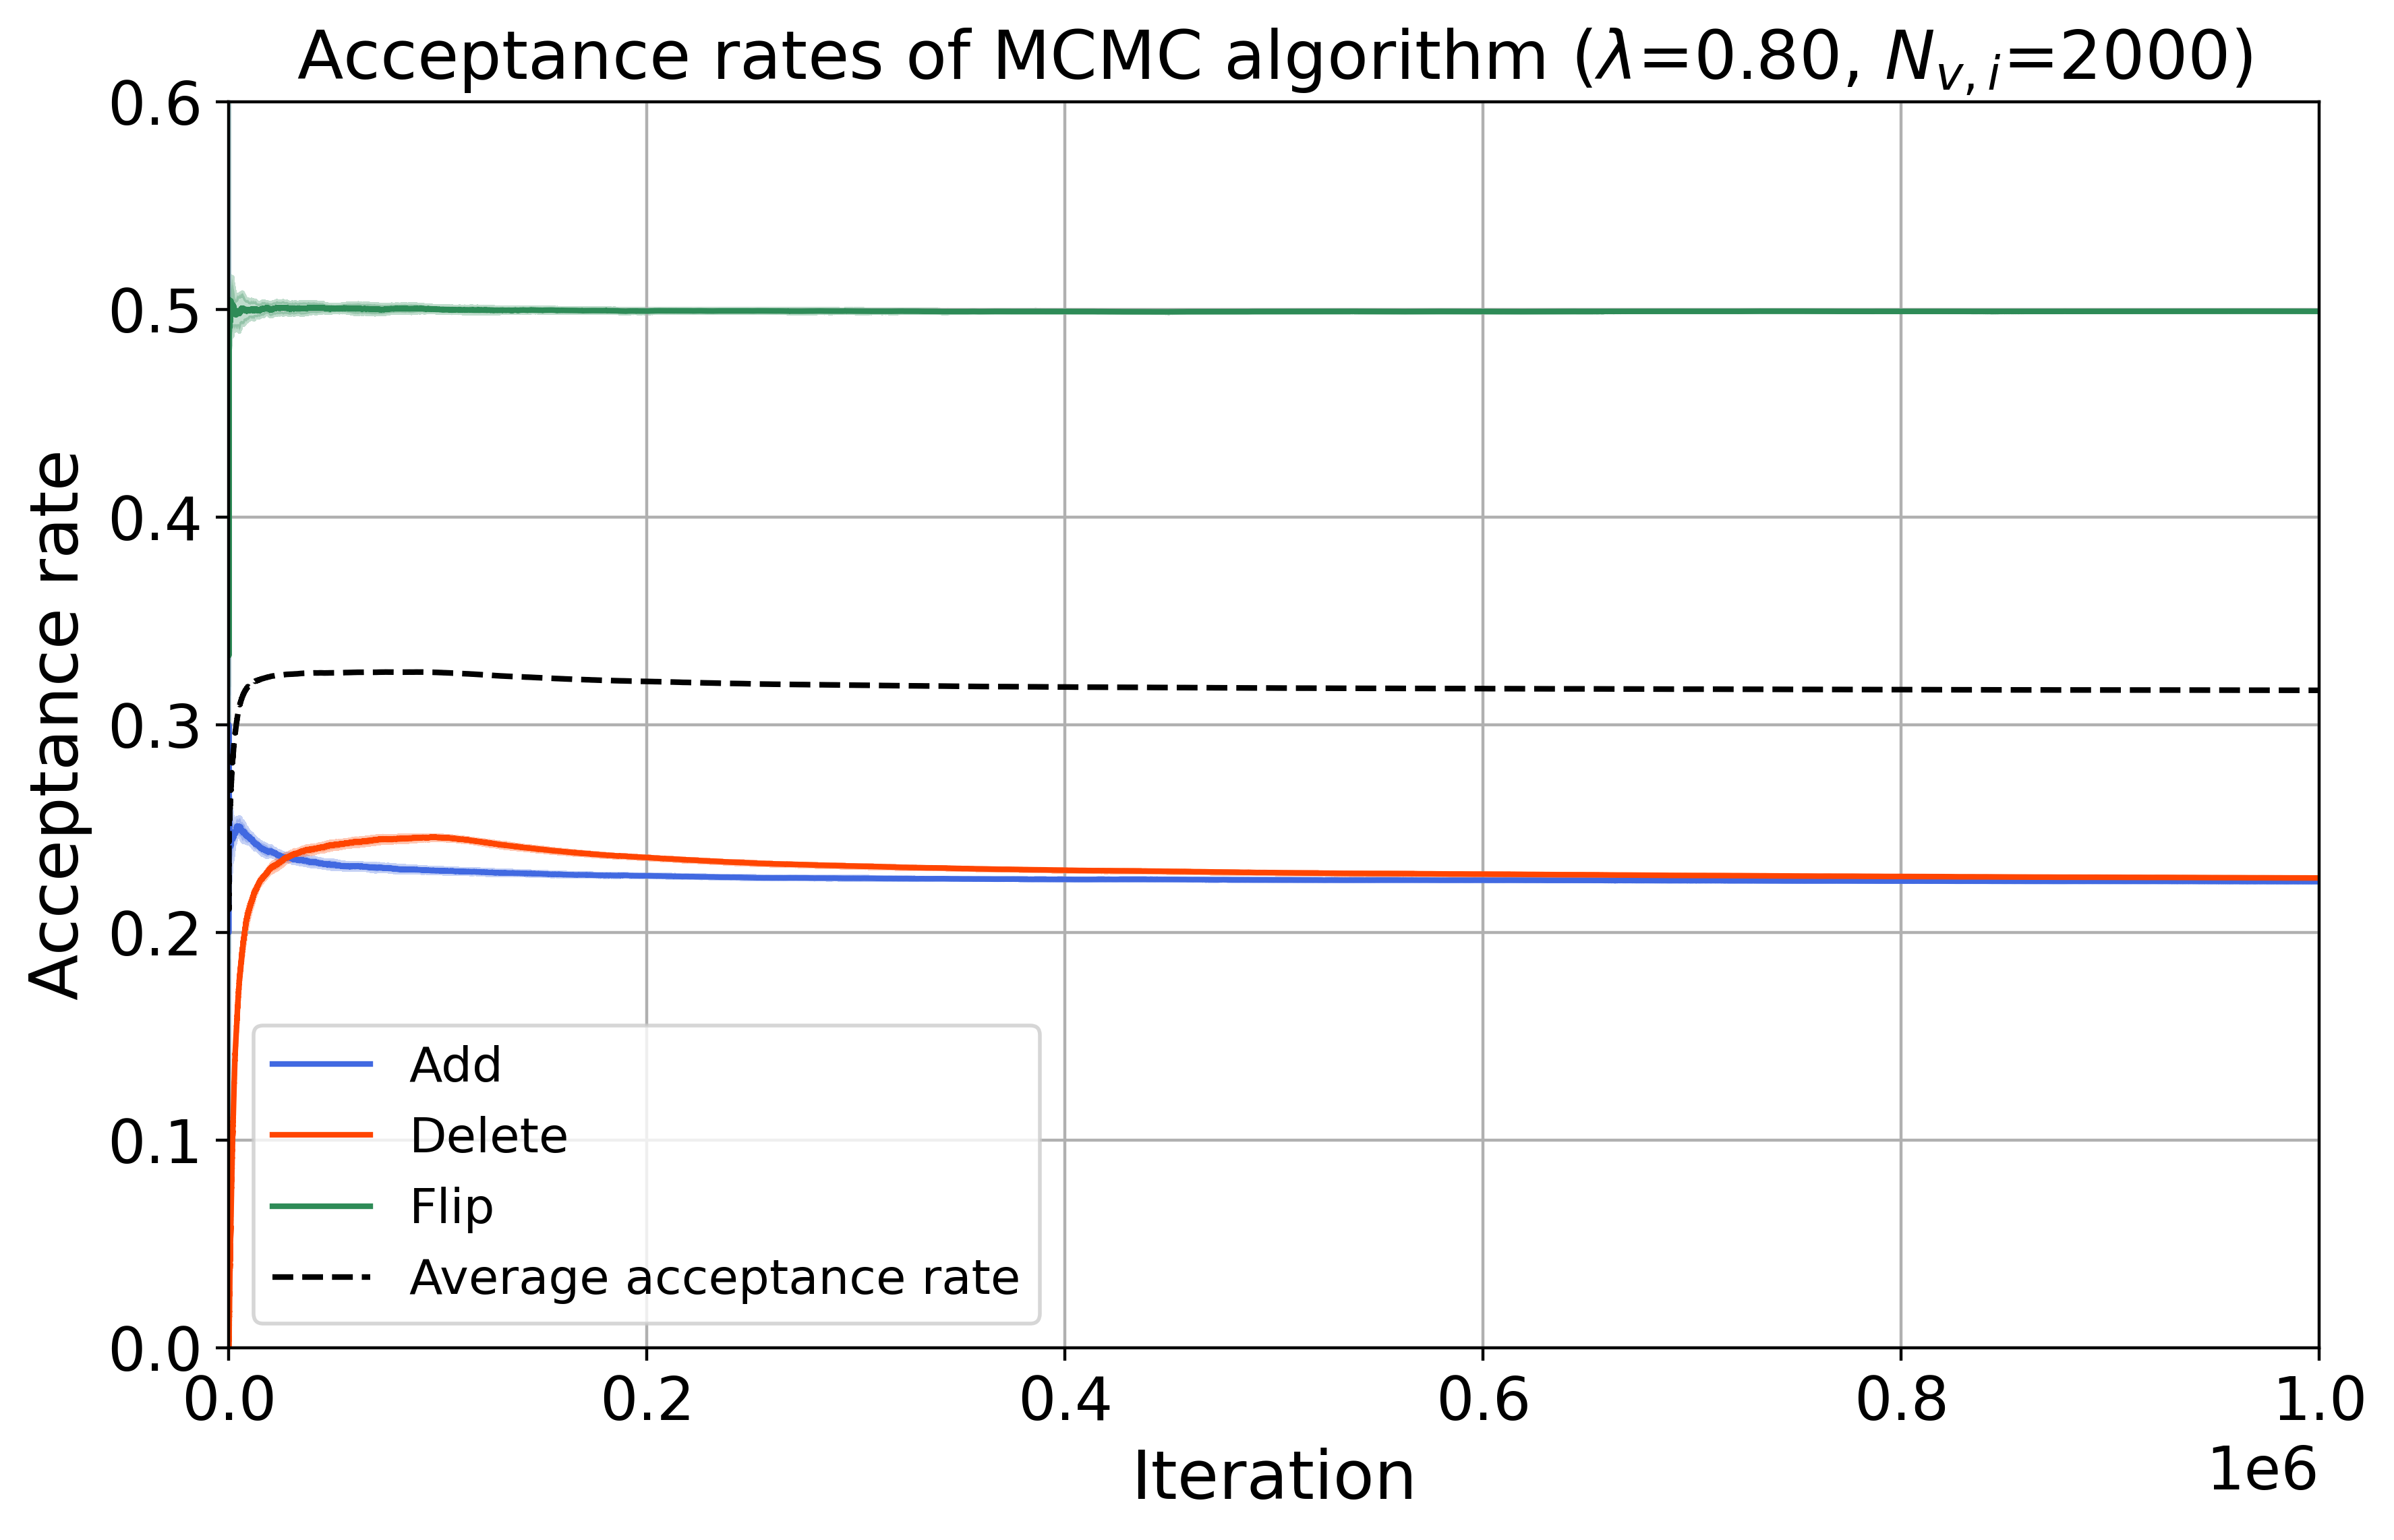 Acceptance rates of MCMC algorithm (λ=0.80, N_{v, i}=2000)
Acceptance rate
0.6
0.5
0.4
0.3
0.2
0.1
0.0
Add
Delete
Flip
Average acceptance rate
0.0 0.2 0.4 0.6 0.8 1.0
1e6
Iteration